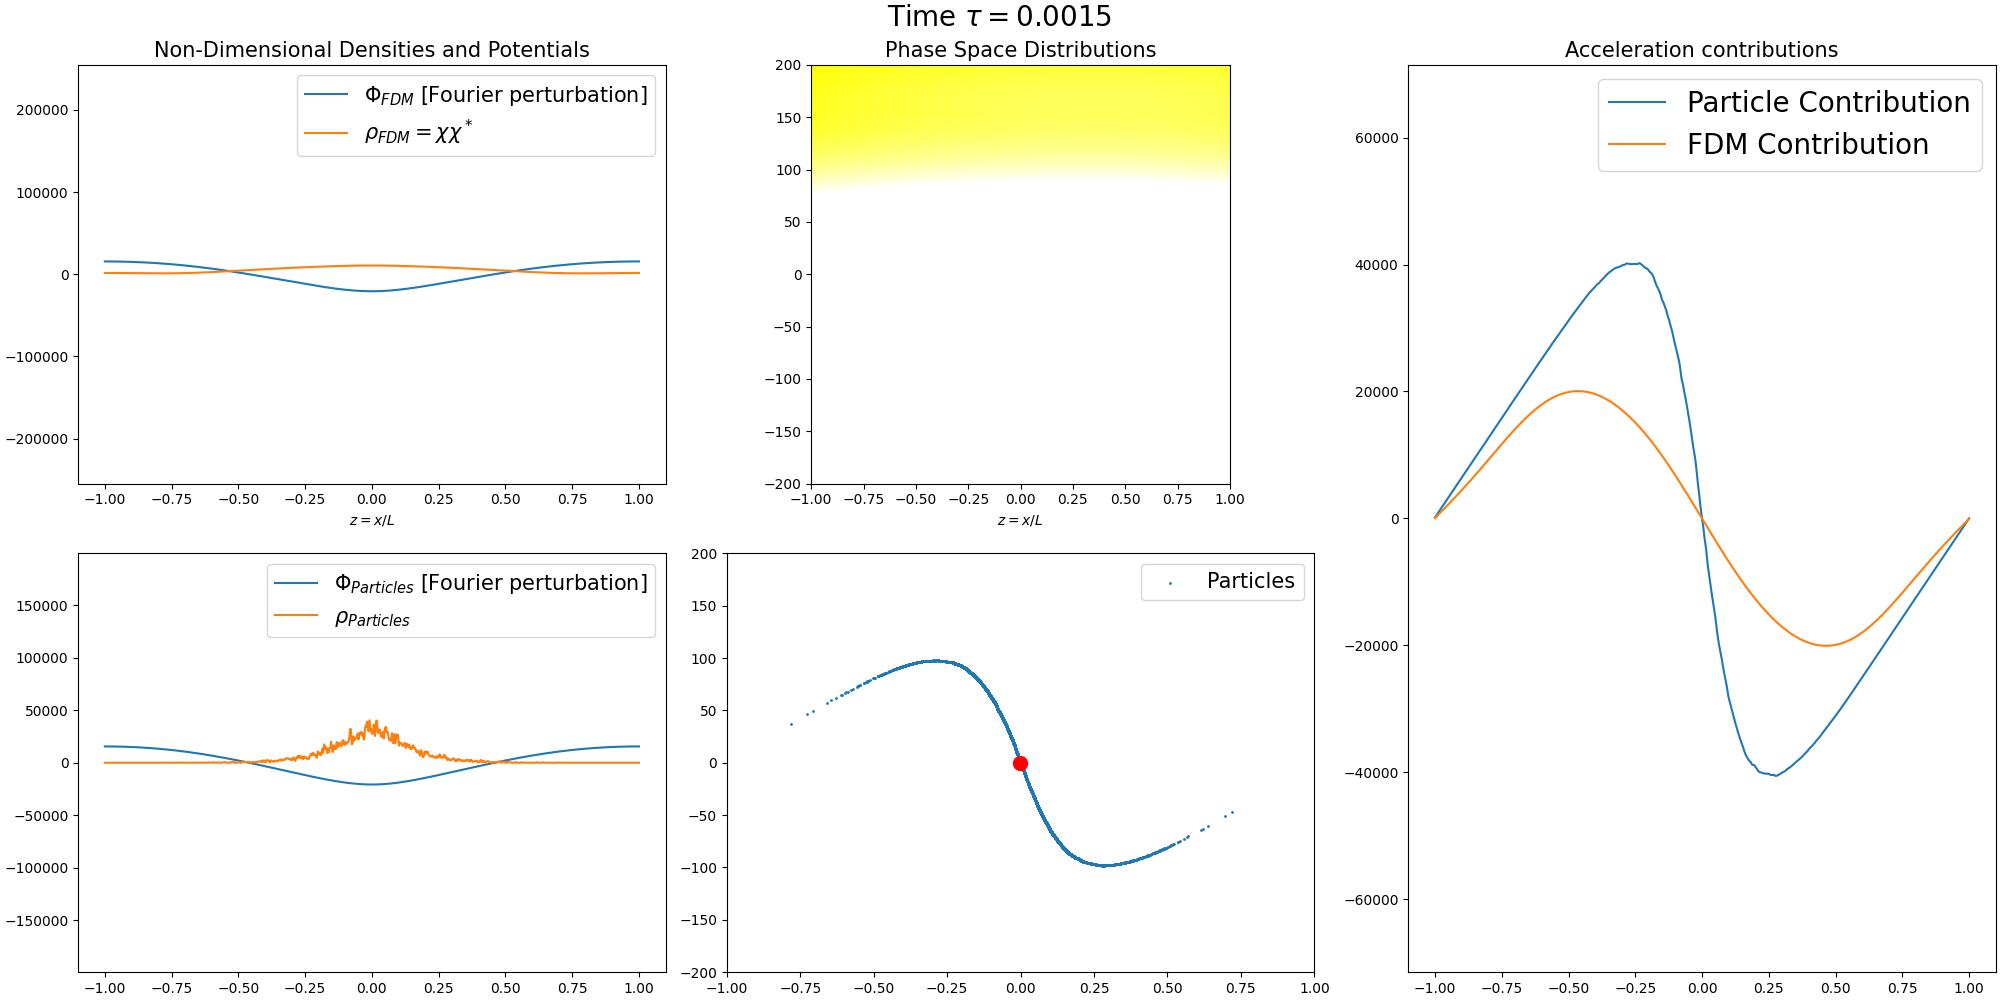 Time τ = 0.0015
Non-Dimensional Densities and Potentials
Φ_FDM [Fourier perturbation]
ρ_FDM = χχ*
200000
100000
0
−100000
−200000
−1.00 −0.75 −0.50 −0.25 0.00 0.25 0.50 0.75 1.00
z = x/L
Phase Space Distributions
200
150
100
50
0
−50
−100
−150
−200
−1.00 −0.75 −0.50 −0.25 0.00 0.25 0.50 0.75 1.00
z = x/L
Acceleration contributions
Particle Contribution
FDM Contribution
60000
40000
20000
0
−20000
−40000
−60000
−1.00 −0.75 −0.50 −0.25 0.00 0.25 0.50 0.75 1.00
Φ_Particles [Fourier perturbation]
ρ_Particles
150000
100000
50000
0
−50000
−100000
−150000
−1.00 −0.75 −0.50 −0.25 0.00 0.25 0.50 0.75 1.00
Particles
200
150
100
50
0
−50
−100
−150
−200
−1.00 −0.75 −0.50 −0.25 0.00 0.25 0.50 0.75 1.00